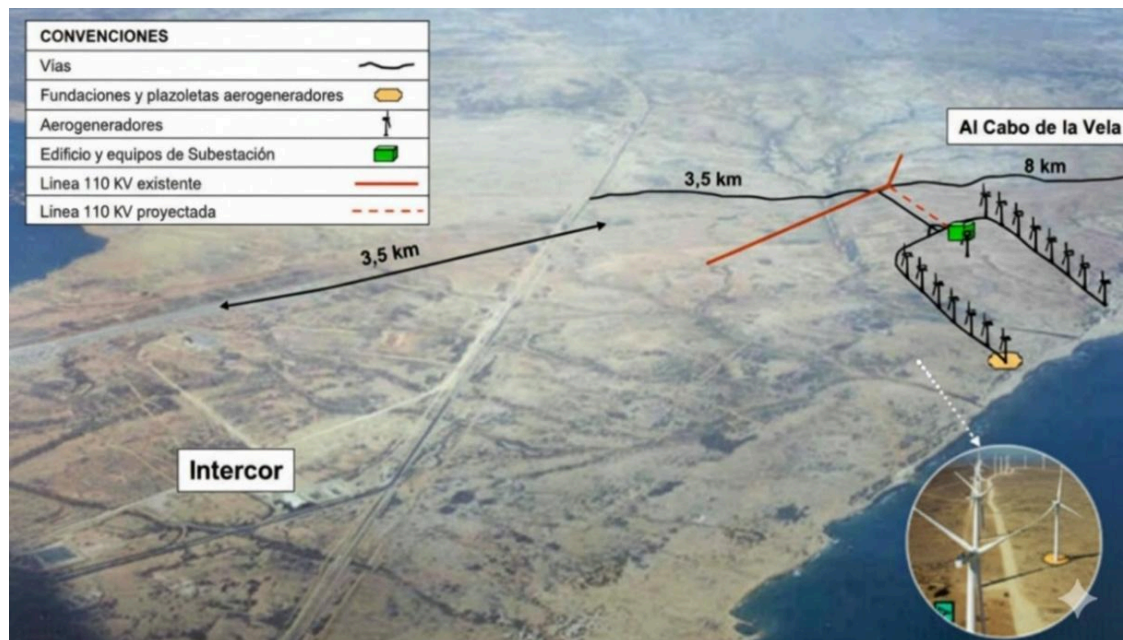 CONVENCIONES
Vías
Fundaciones y plazoletas aerogeneradores
Aerogeneradores
Edificio y equipos de Subestación
Linea 110 KV existente
Linea 110 KV proyectada
Al Cabo de la Vela
3,5 km
8 km
3,5 km
Intercor